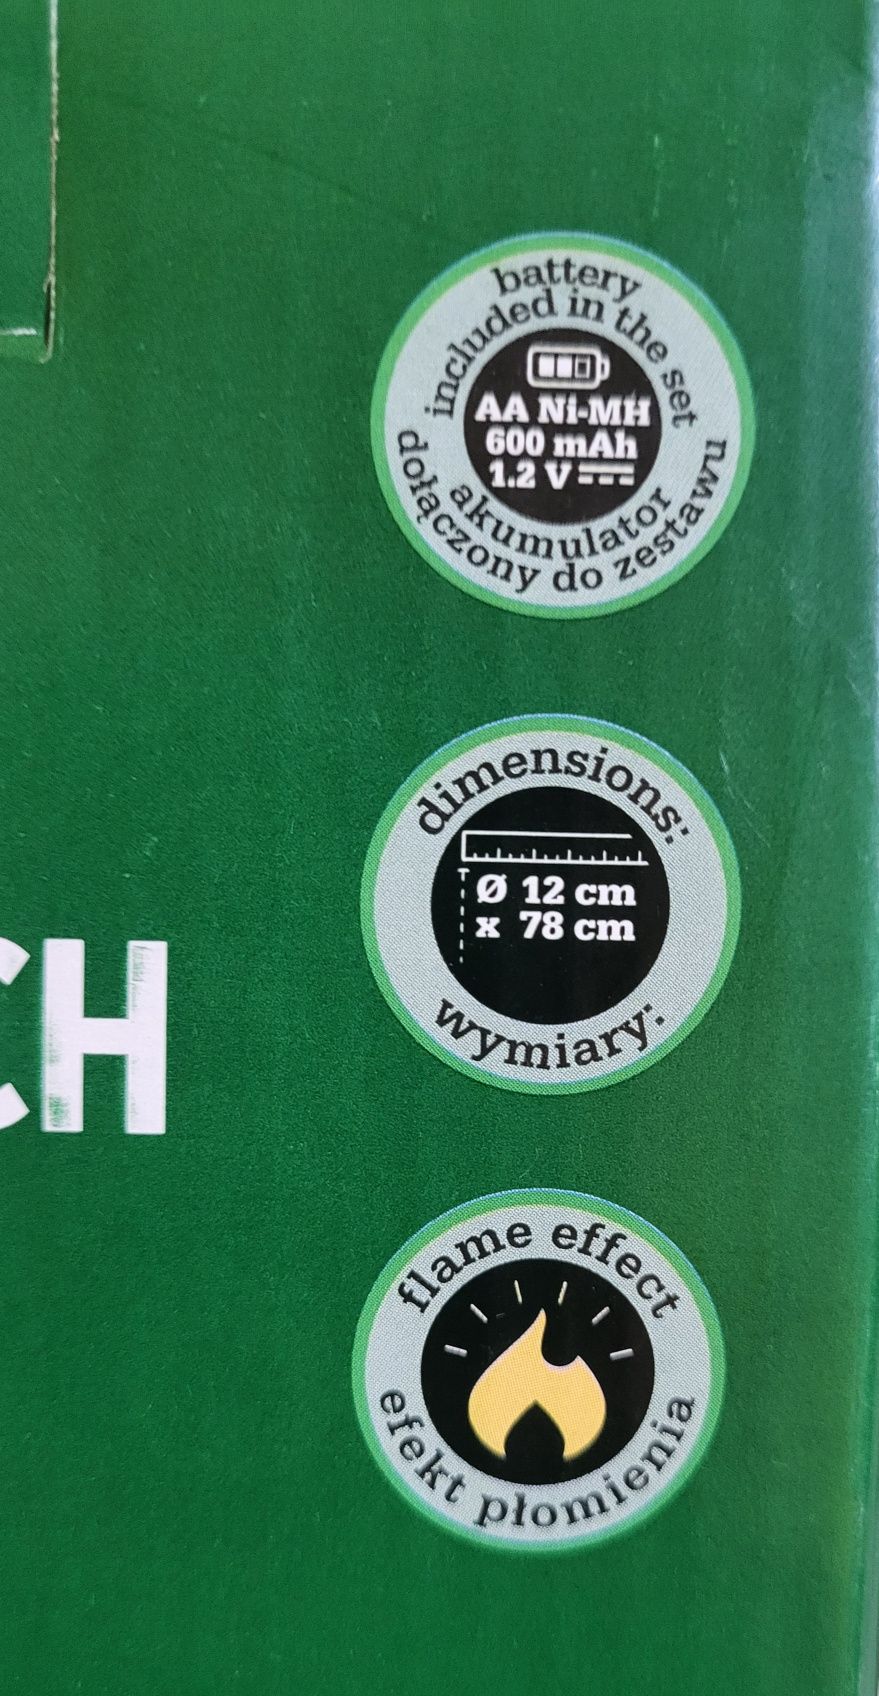 battery
included in the set
AA Ni-MH
600 mAh
1.2 V
akumulator
dołączony do zestawu
dimensions:
Ø 12 cm
x 78 cm
wymiary:
CH
flame effect
efekt płomienia